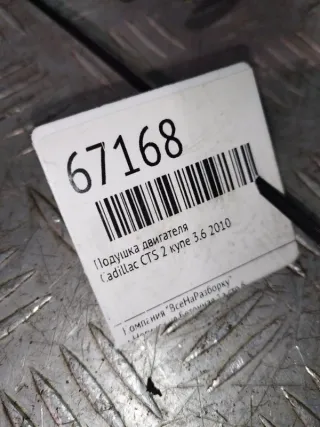 67168
Подушка двигателя
Cadillac CTS 2 купе 3.6 2010
Компания "ВсеНаРазборку"